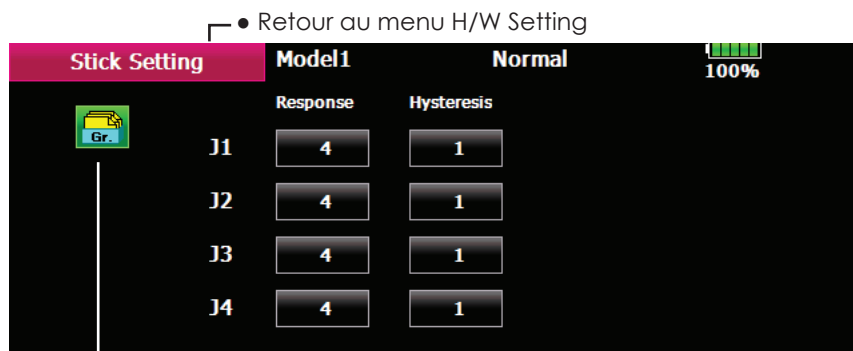 ● Retour au menu H/W Setting
Stick Setting Model1 Normal 100%
Response Hysteresis
Gr.
J1 4 1
J2 4 1
J3 4 1
J4 4 1